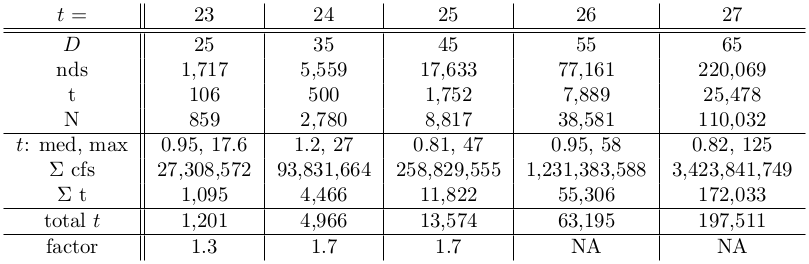 t = 23 24 25 26 27
D 25 35 45 55 65
nds 1,717 5,559 17,633 77,161 220,069
t 106 500 1,752 7,889 25,478
N 859 2,780 8,817 38,581 110,032
t: med, max 0.95, 17.6 1.2, 27 0.81, 47 0.95, 58 0.82, 125
Σ cfs 27,308,572 93,831,664 258,829,555 1,231,383,588 3,423,841,749
Σ t 1,095 4,466 11,822 55,306 172,033
total t 1,201 4,966 13,574 63,195 197,511
factor 1.3 1.7 1.7 NA NA